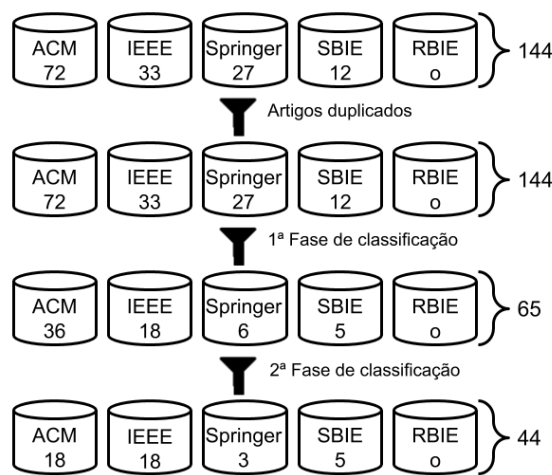 ACM IEEE Springer SBIE RBIE
72 33 27 12 o
144
Artigos duplicados
ACM IEEE Springer SBIE RBIE
72 33 27 12 o
144
1ª Fase de classificação
ACM IEEE Springer SBIE RBIE
36 18 6 5 o
65
2ª Fase de classificação
ACM IEEE Springer SBIE RBIE
18 18 3 5 o
44